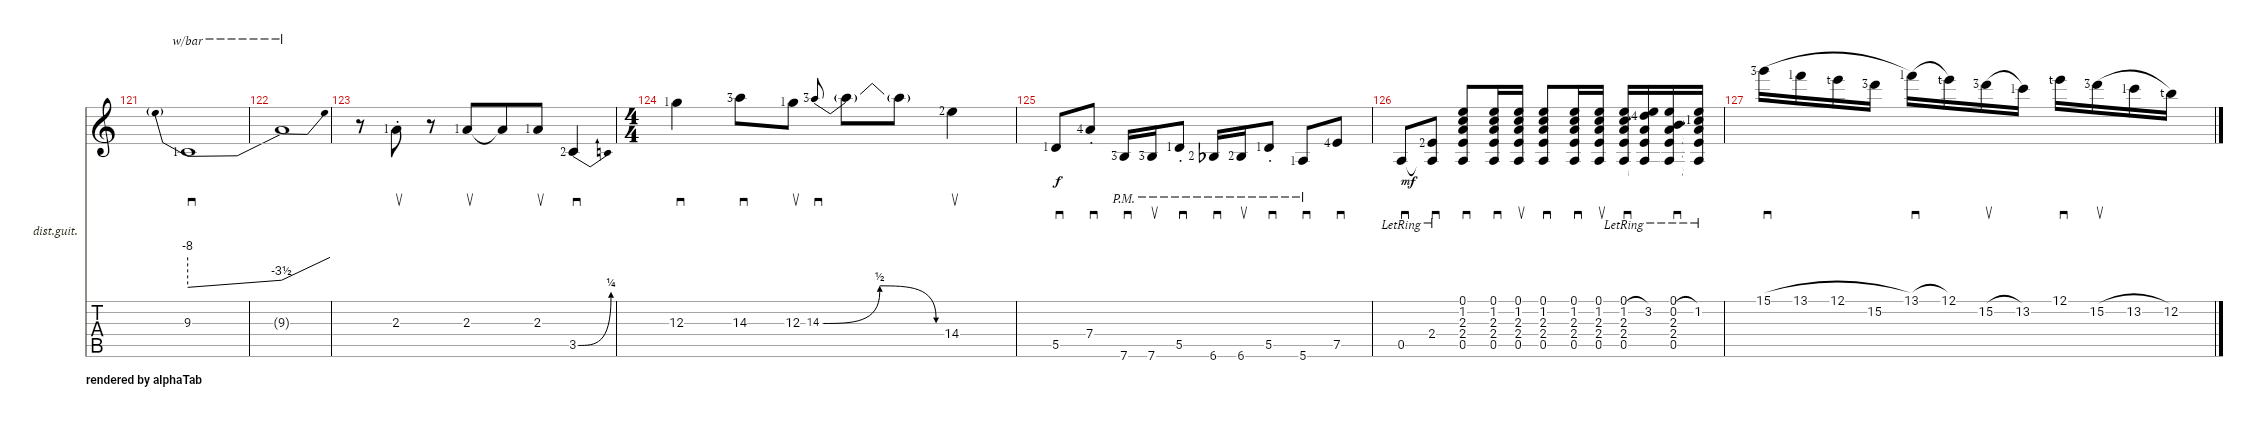 w/bar
121 122 123 124 125 126 127
1 1 1 1 2 1 3 1 3 2 1 4 3 3 1 2 2 1 1 4 2 4 1 3 1 t 3 1 t 3 1 t 3 1 t
4 4
f mf
P.M.
LetRing LetRing
dist.guit.
-8 -3½ ¼ ½
15 13 12 13 12 12
0 0 0 0 0 0 0 0
1 1 1 1 1 1 1 3 0 1 15 15 13 15 13 12
9 (9) 2 2 2 12 14 12 14 2 2 2 2 2 2 2 2
14 7 2 2 2 2 2 2 2 2 2
3 5 5 5 7 0 0 0 0 0 0 0 0 0
7 7 6 6 5
rendered by alphaTab